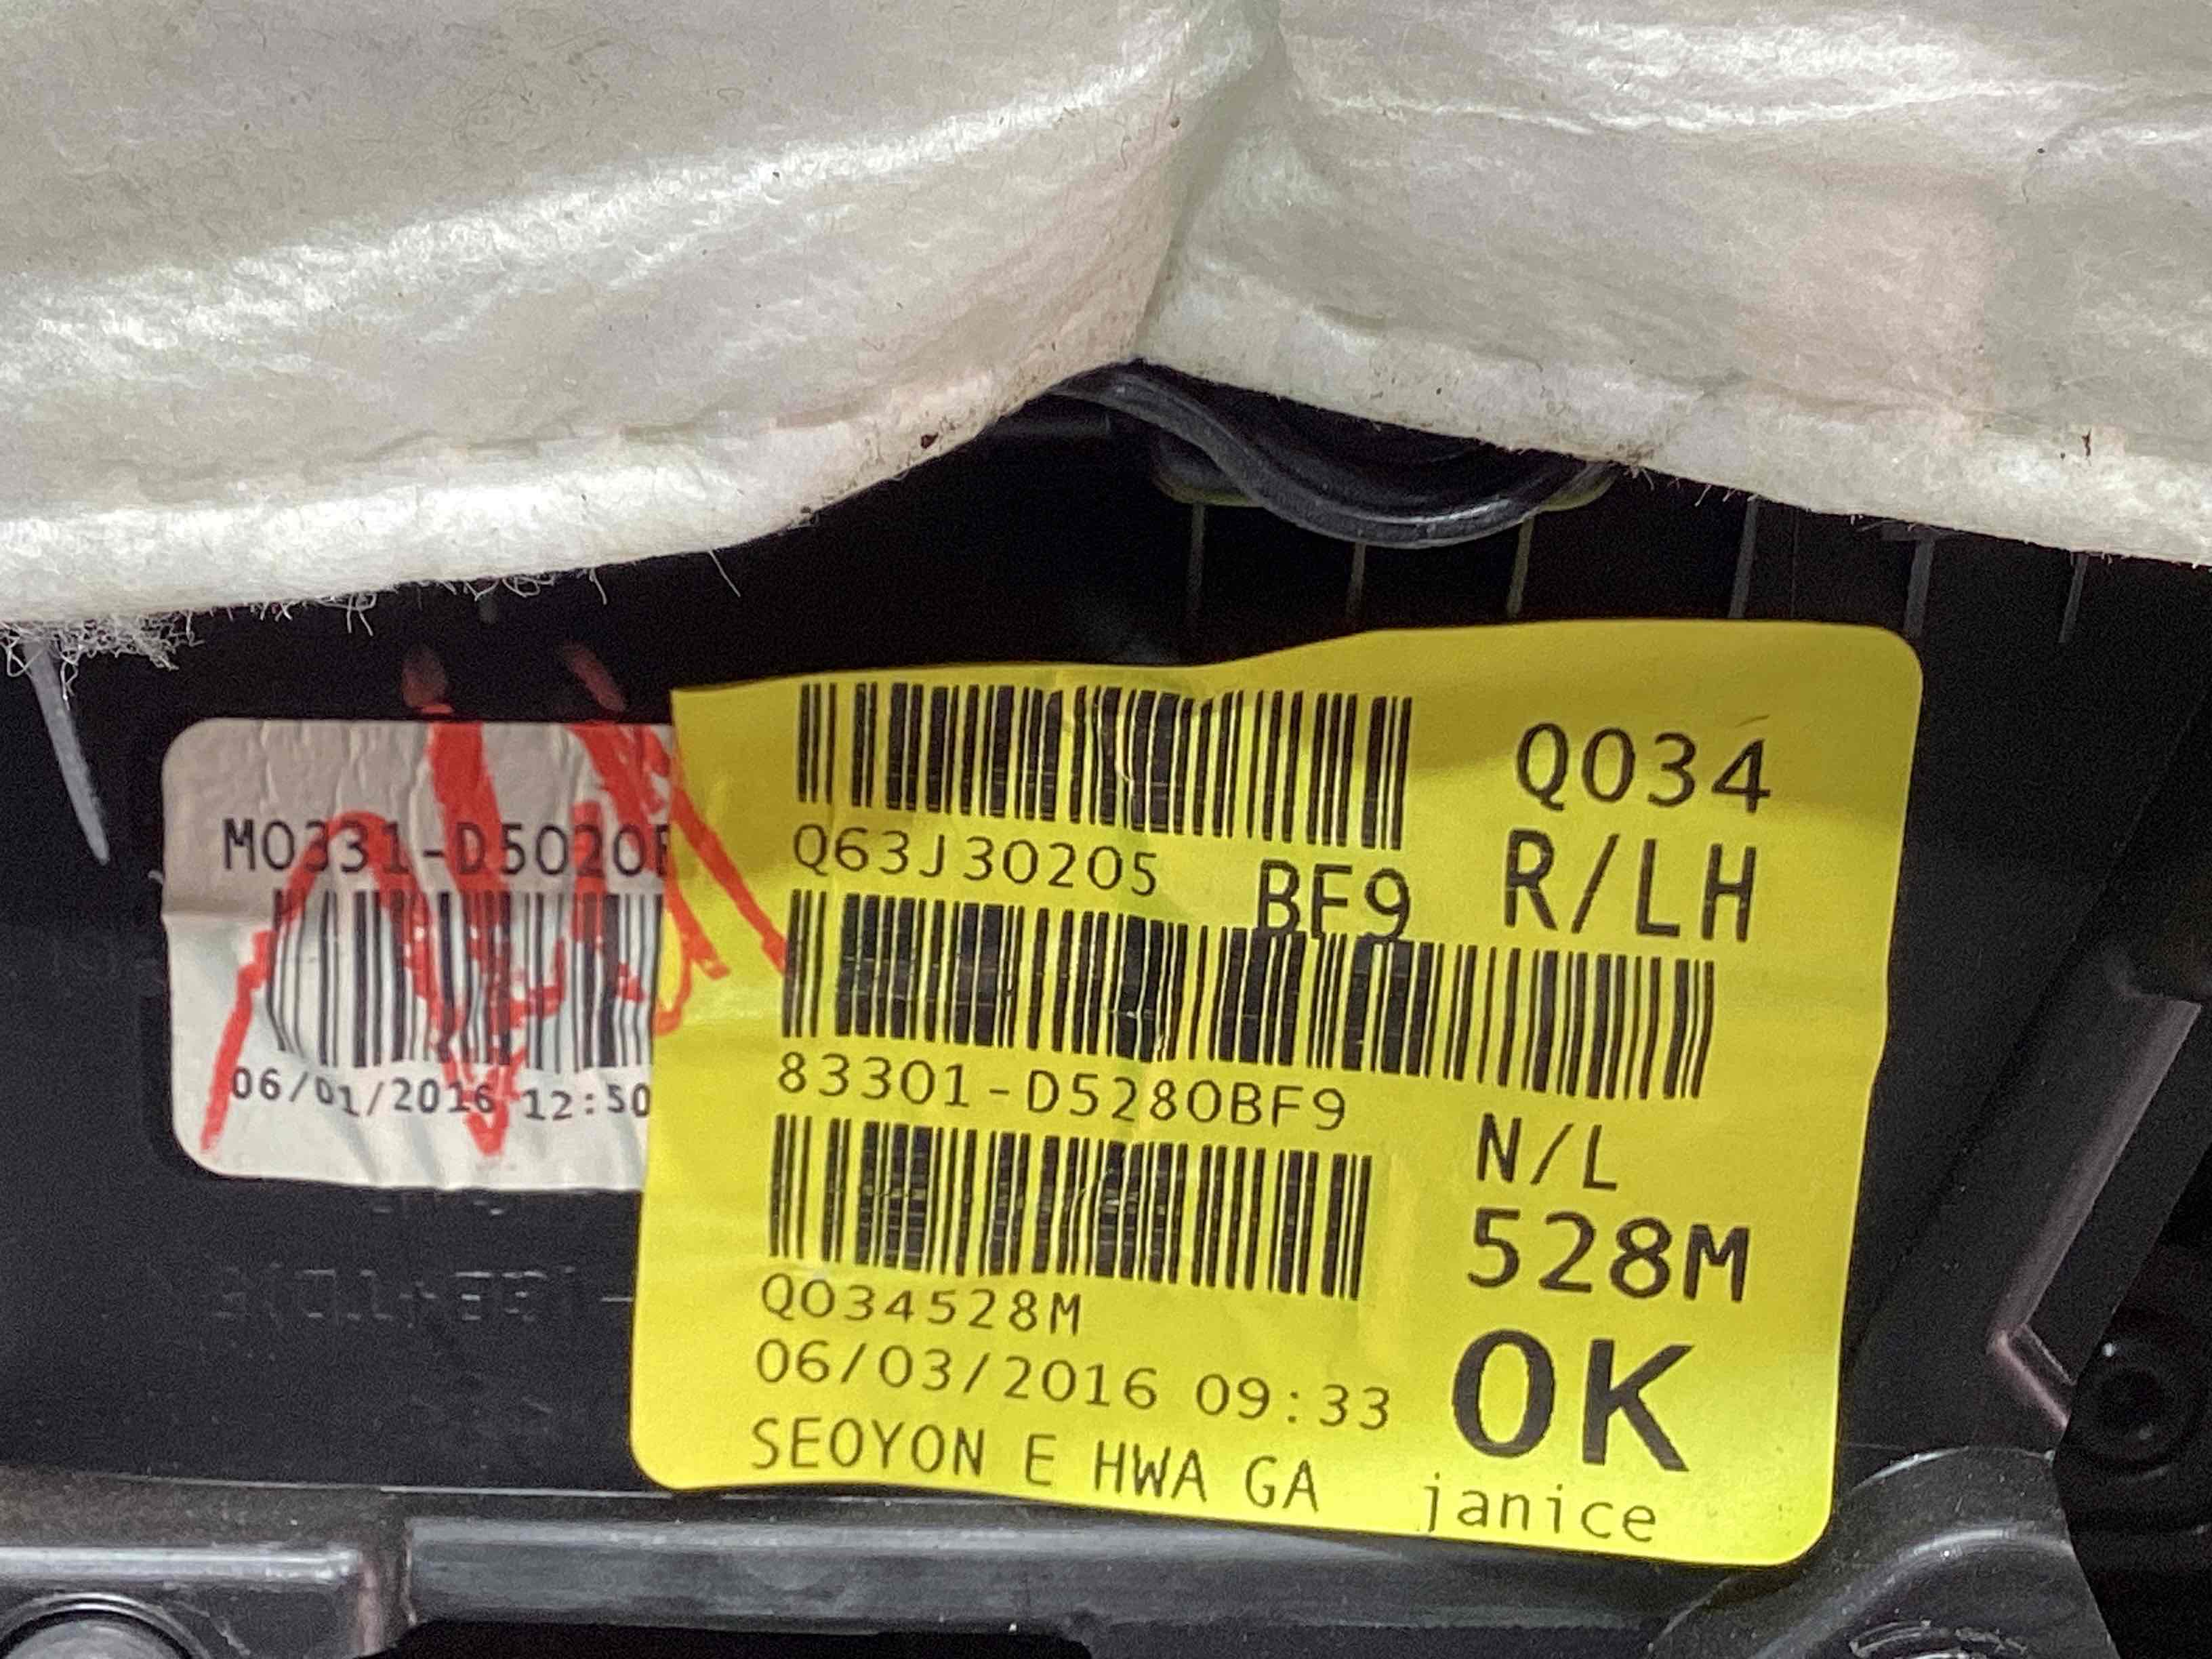 M0331-D5020
06/01/2016 12:50
Q034
Q63J30205
BF9
R/LH
83301-D5280BF9
N/L
528M
Q034528M
06/03/2016 09:33
OK
SEOYON E HWA GA
janice